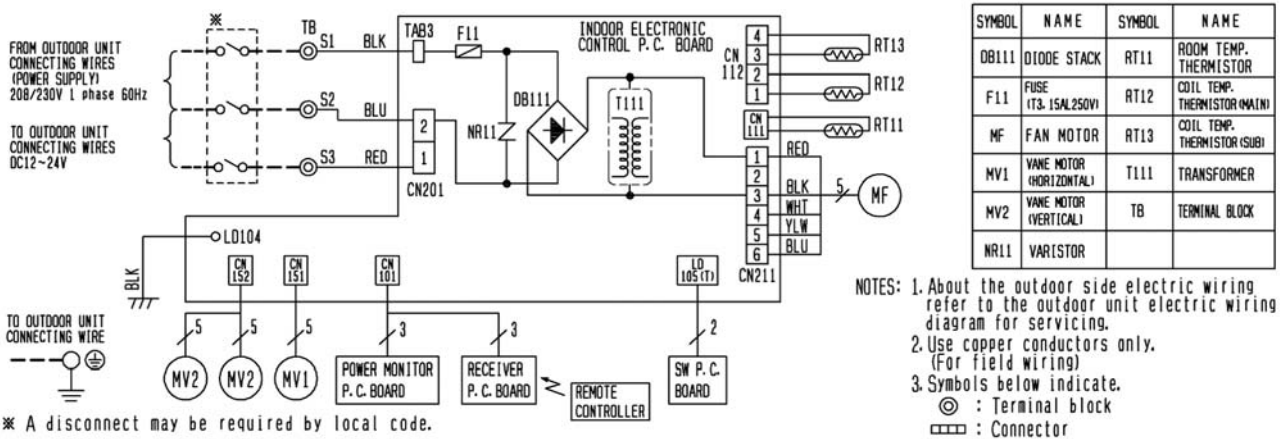 ※
TB
FROM OUTDOOR UNIT
CONNECTING WIRES
(POWER SUPPLY)
208/230V 1 phase 60Hz
TO OUTDOOR UNIT
CONNECTING WIRES
DC12~24V
S1
S2
S3
BLK
BLU
RED
TAB3
F11
2
1
CN201
NR11
DB111
T111
INDOOR ELECTRONIC
CONTROL P.C. BOARD
CN
112
4
3
2
1
RT13
RT12
CN
111
RT11
1
2
3
4
5
6
CN211
RED
BLK
WHT
YLW
BLU
5
MF
LD104
BLK
CN
152
CN
151
CN
101
LD
105(T)
5
5
5
3
3
2
MV2
MV2
MV1
POWER MONITOR
P.C. BOARD
RECEIVER
P.C. BOARD
REMOTE
CONTROLLER
SW P.C.
BOARD
TO OUTDOOR UNIT
CONNECTING WIRE
※ A disconnect may be required by local code.
SYMBOL NAME SYMBOL NAME
DB111 DIODE STACK RT11 ROOM TEMP. THERMISTOR
F11 FUSE (T3.15AL250V) RT12 COIL TEMP. THERMISTOR(MAIN)
MF FAN MOTOR RT13 COIL TEMP. THERMISTOR(SUB)
MV1 VANE MOTOR (HORIZONTAL) T111 TRANSFORMER
MV2 VANE MOTOR (VERTICAL) TB TERMINAL BLOCK
NR11 VARISTOR
NOTES: 1. About the outdoor side electric wiring
refer to the outdoor unit electric wiring
diagram for servicing.
2. Use copper conductors only.
(For field wiring)
3. Symbols below indicate.
◎ : Terminal block
: Connector